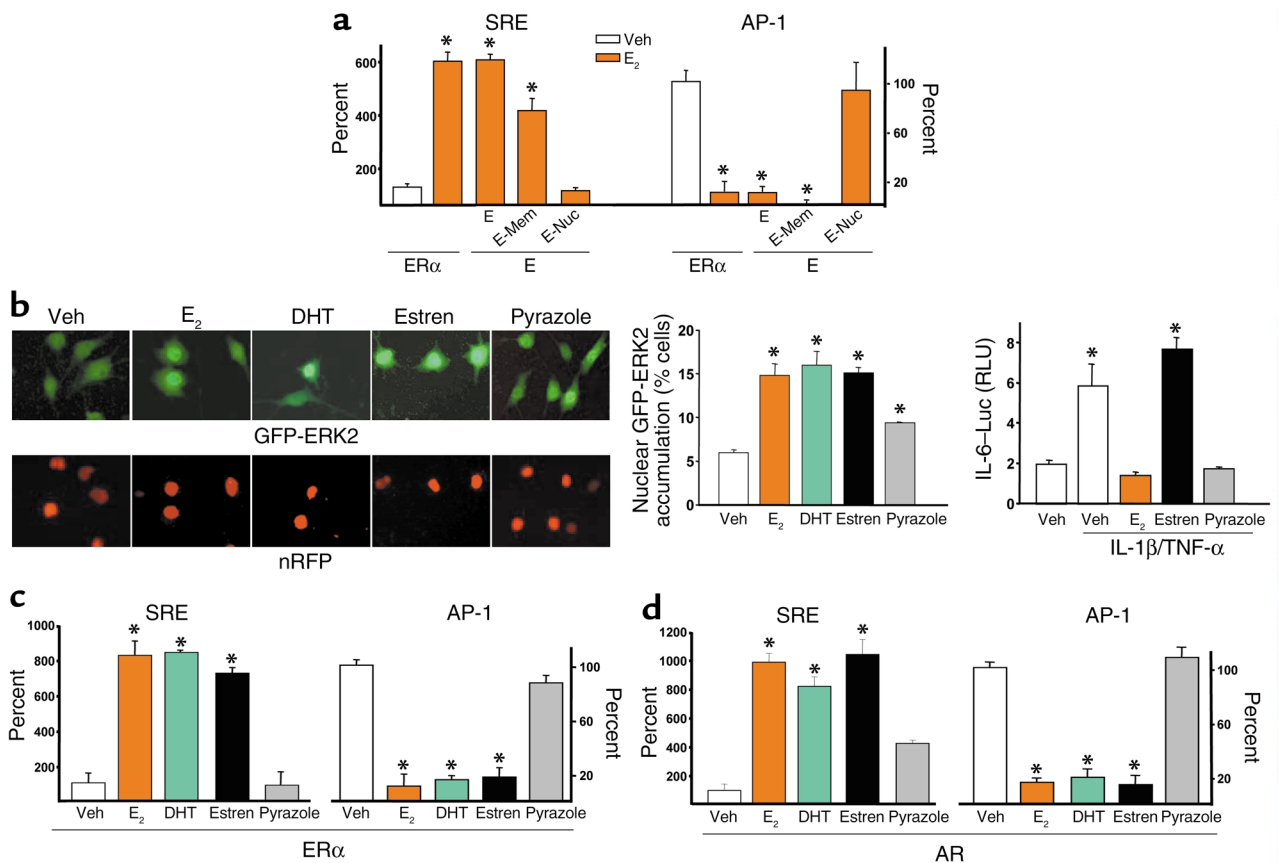 a
SRE
AP-1
Veh
E2
Percent
600
400
200
* * *
* * *
100
60
20
Percent
E
E-Mem
E-Nuc
E
E-Mem
E-Nuc
ERα
E
ERα
E
b
Veh
E2
DHT
Estren
Pyrazole
GFP-ERK2
nRFP
Nuclear GFP-ERK2
accumulation (% cells)
20
15
10
5
0
* * * *
Veh E2 DHT Estren Pyrazole
IL-6–Luc (RLU)
8
6
4
2
0
* *
Veh Veh E2 Estren Pyrazole
IL-1β/TNF-α
c
SRE
AP-1
Percent
1000
800
600
400
200
* * *
* * *
100
60
20
Percent
Veh E2 DHT Estren Pyrazole
Veh E2 DHT Estren Pyrazole
ERα
d
SRE
AP-1
Percent
1200
1000
800
600
400
200
* * *
* * *
100
60
20
Percent
Veh E2 DHT Estren Pyrazole
Veh E2 DHT Estren Pyrazole
AR